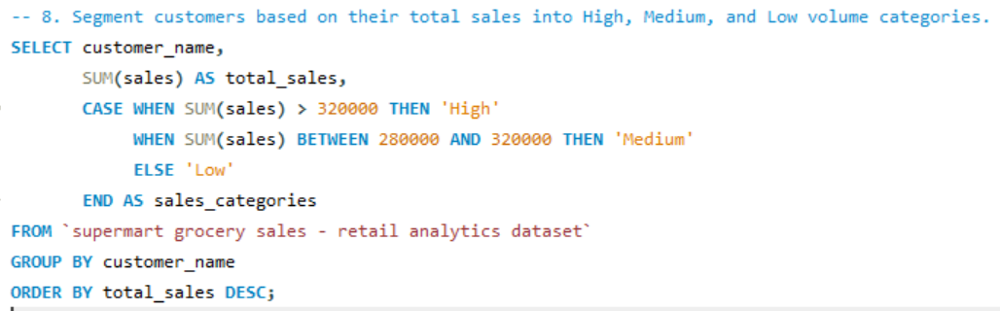 -- 8. Segment customers based on their total sales into High, Medium, and Low volume categories.
SELECT customer_name,
       SUM(sales) AS total_sales,
       CASE WHEN SUM(sales) > 320000 THEN 'High'
            WHEN SUM(sales) BETWEEN 280000 AND 320000 THEN 'Medium'
            ELSE 'Low'
       END AS sales_categories
FROM `supermart grocery sales - retail analytics dataset`
GROUP BY customer_name
ORDER BY total_sales DESC;